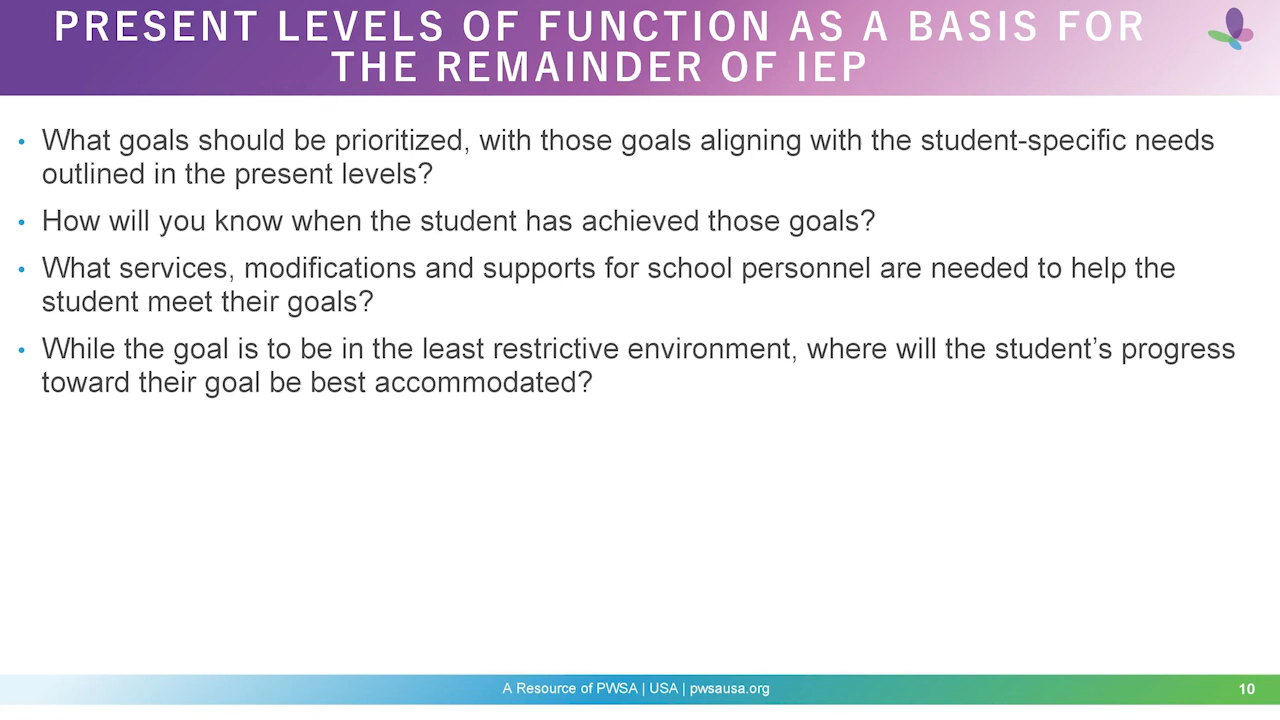 PRESENT LEVELS OF FUNCTION AS A BASIS FOR
THE REMAINDER OF IEP
• What goals should be prioritized, with those goals aligning with the student-specific needs
outlined in the present levels?
• How will you know when the student has achieved those goals?
• What services, modifications and supports for school personnel are needed to help the
student meet their goals?
• While the goal is to be in the least restrictive environment, where will the student’s progress
toward their goal be best accommodated?
A Resource of PWSA | USA | pwsausa.org
10